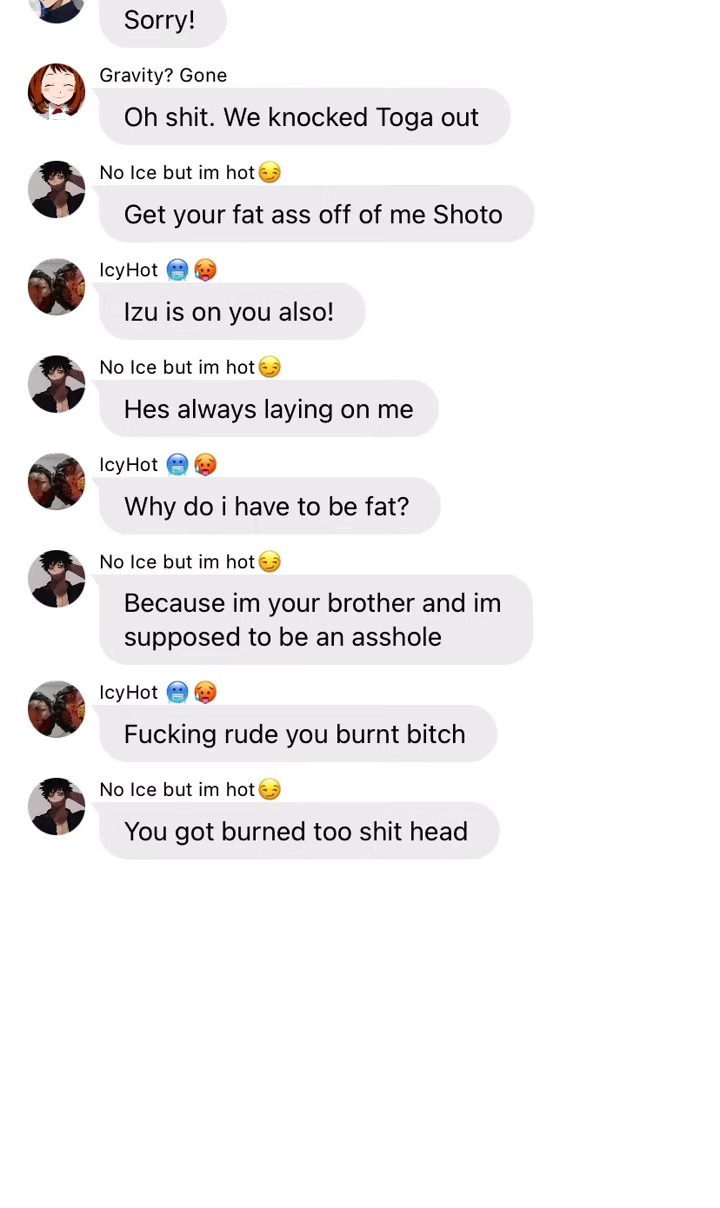 Sorry!
Gravity? Gone
Oh shit. We knocked Toga out
No Ice but im hot😏
Get your fat ass off of me Shoto
IcyHot 🥶🥵
Izu is on you also!
No Ice but im hot😏
Hes always laying on me
IcyHot 🥶🥵
Why do i have to be fat?
No Ice but im hot😏
Because im your brother and im
supposed to be an asshole
IcyHot 🥶🥵
Fucking rude you burnt bitch
No Ice but im hot😏
You got burned too shit head